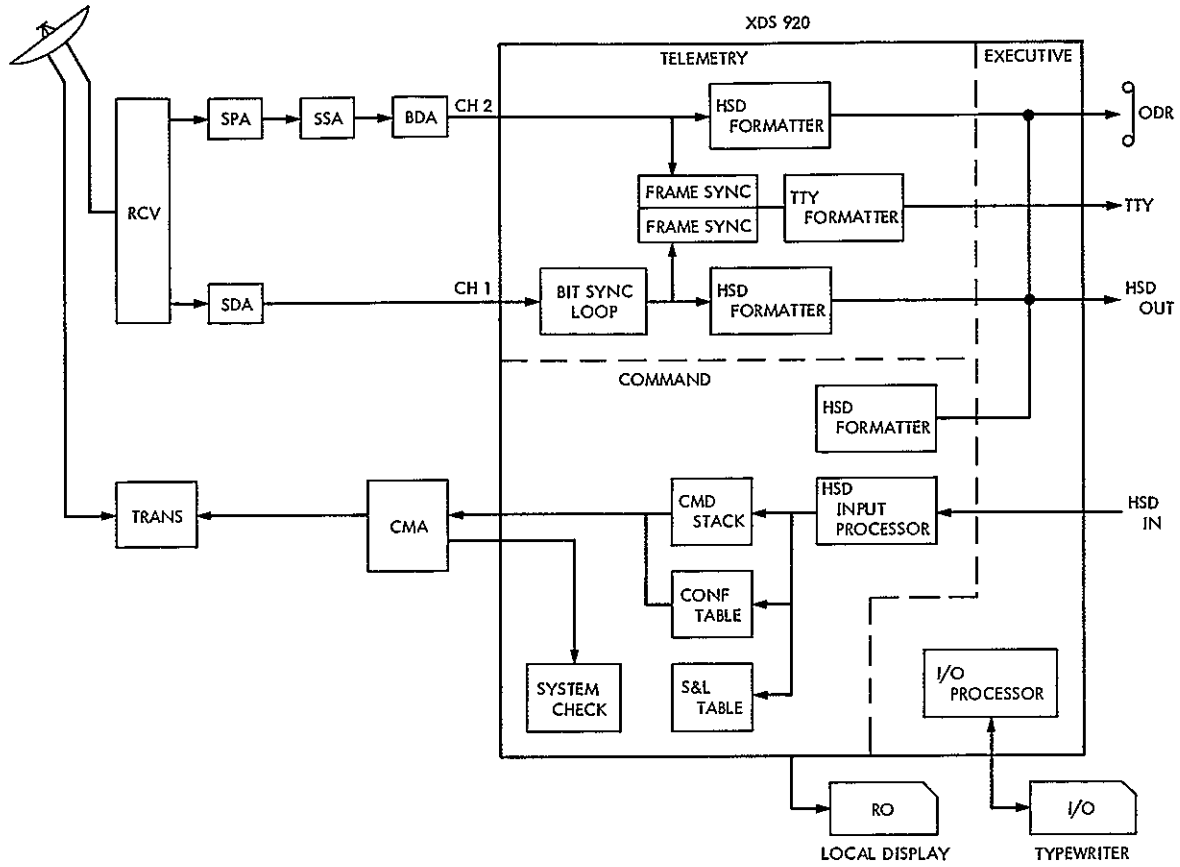 XDS 920
TELEMETRY
EXECUTIVE
RCV
SPA
SSA
BDA
CH 2
HSD
FORMATTER
ODR
FRAME SYNC
FRAME SYNC
TTY
FORMATTER
TTY
SDA
CH 1
BIT SYNC
LOOP
HSD
FORMATTER
HSD
OUT
COMMAND
HSD
FORMATTER
TRANS
CMA
CMD
STACK
HSD
INPUT
PROCESSOR
HSD
IN
CONF
TABLE
SYSTEM
CHECK
S&L
TABLE
I/O
PROCESSOR
RO
LOCAL DISPLAY
I/O
TYPEWRITER